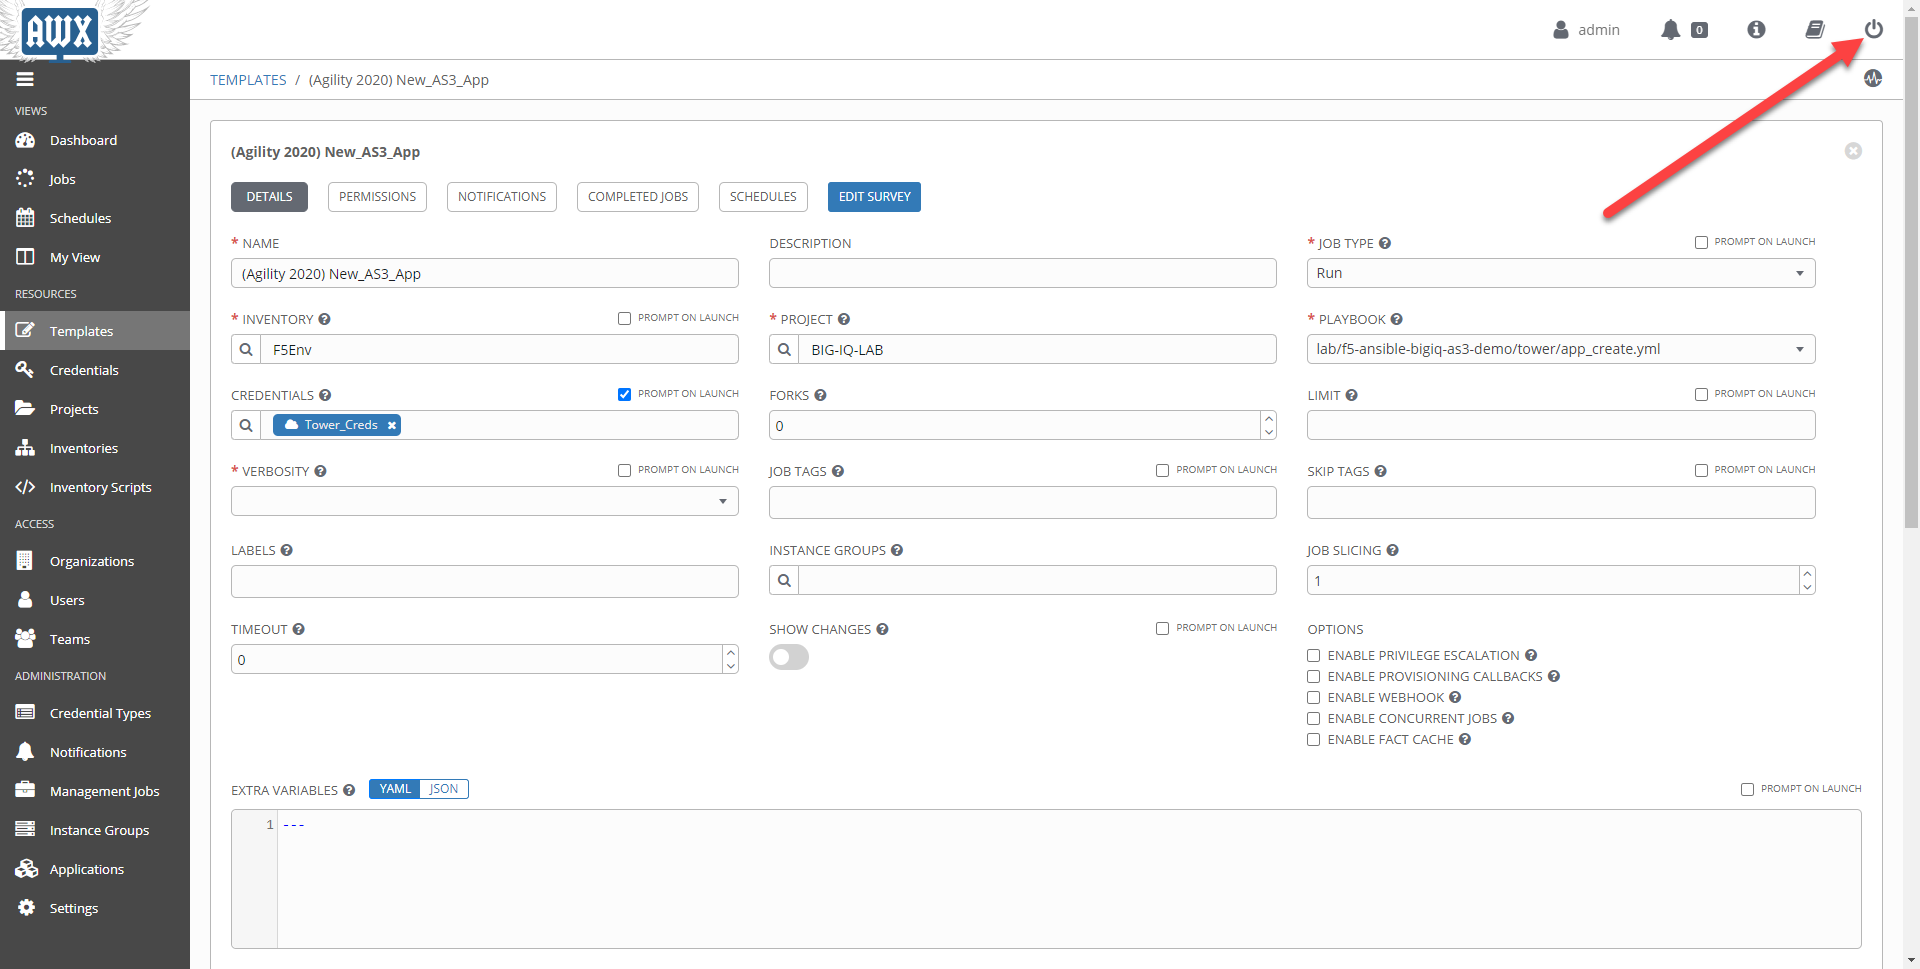 AWX
admin
0
TEMPLATES / (Agility 2020) New_AS3_App
VIEWS
Dashboard
Jobs
Schedules
My View
RESOURCES
Templates
Credentials
Projects
Inventories
Inventory Scripts
ACCESS
Organizations
Users
Teams
ADMINISTRATION
Credential Types
Notifications
Management Jobs
Instance Groups
Applications
Settings
(Agility 2020) New_AS3_App
DETAILS PERMISSIONS NOTIFICATIONS COMPLETED JOBS SCHEDULES EDIT SURVEY
* NAME
(Agility 2020) New_AS3_App
DESCRIPTION
* JOB TYPE PROMPT ON LAUNCH
Run
* INVENTORY PROMPT ON LAUNCH
F5Env
* PROJECT
BIG-IQ-LAB
* PLAYBOOK
lab/f5-ansible-bigiq-as3-demo/tower/app_create.yml
CREDENTIALS PROMPT ON LAUNCH
Tower_Creds
FORKS
0
LIMIT PROMPT ON LAUNCH
* VERBOSITY PROMPT ON LAUNCH
JOB TAGS PROMPT ON LAUNCH
SKIP TAGS PROMPT ON LAUNCH
LABELS
INSTANCE GROUPS
JOB SLICING
1
TIMEOUT
0
SHOW CHANGES PROMPT ON LAUNCH
OPTIONS
ENABLE PRIVILEGE ESCALATION
ENABLE PROVISIONING CALLBACKS
ENABLE WEBHOOK
ENABLE CONCURRENT JOBS
ENABLE FACT CACHE
EXTRA VARIABLES YAML JSON PROMPT ON LAUNCH
1 ---